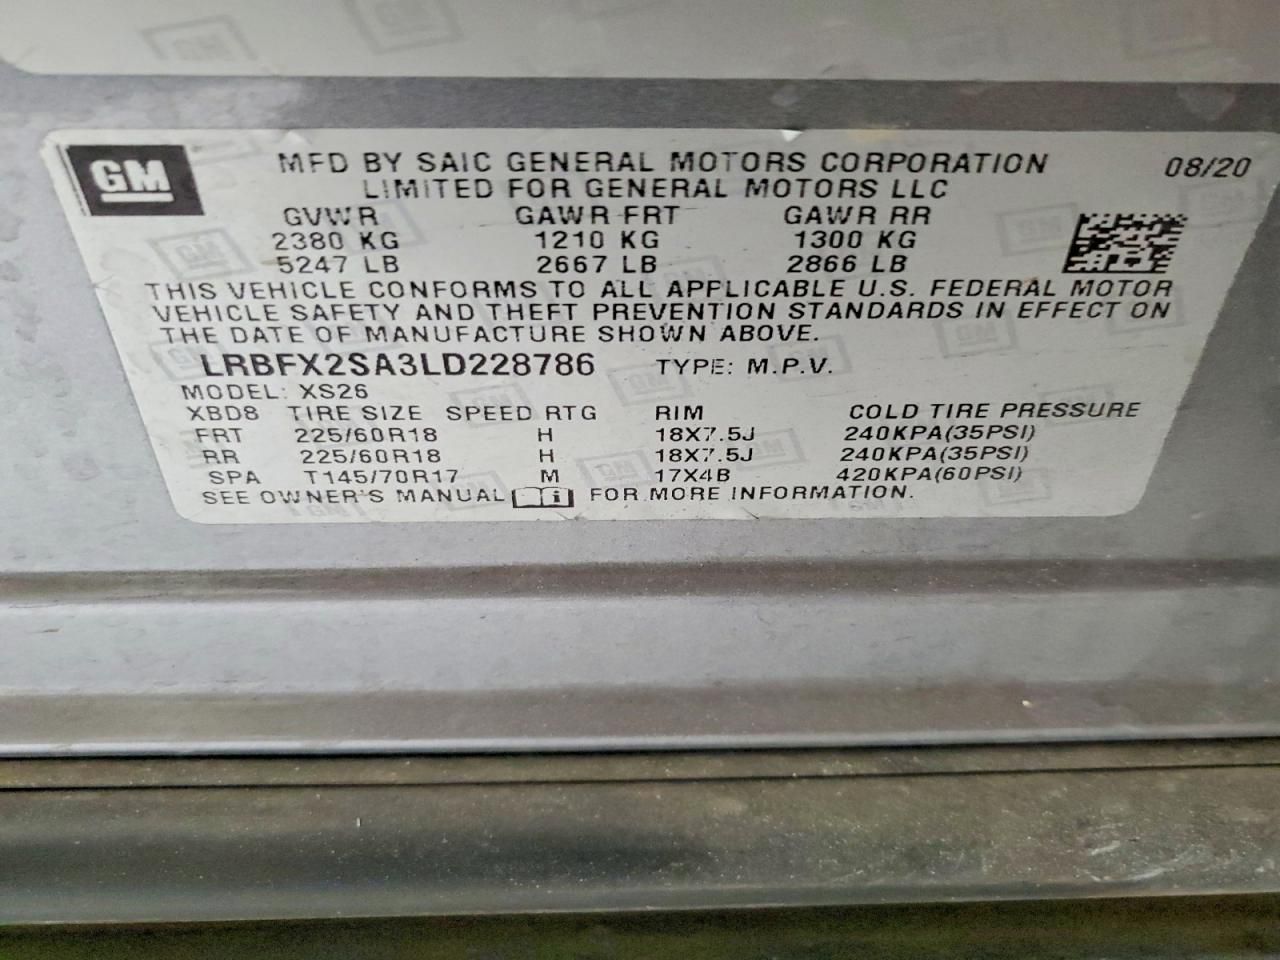 GM
MFD BY SAIC GENERAL MOTORS CORPORATION 08/20
LIMITED FOR GENERAL MOTORS LLC
GVWR GAWR FRT GAWR RR
2380 KG 1210 KG 1300 KG
5247 LB 2667 LB 2866 LB
THIS VEHICLE CONFORMS TO ALL APPLICABLE U.S. FEDERAL MOTOR
VEHICLE SAFETY AND THEFT PREVENTION STANDARDS IN EFFECT ON
THE DATE OF MANUFACTURE SHOWN ABOVE.
LRBFX2SA3LD228786 TYPE: M.P.V.
MODEL: XS26
XBD8 TIRE SIZE SPEED RTG RIM COLD TIRE PRESSURE
FRT 225/60R18 H 18X7.5J 240KPA(35PSI)
RR 225/60R18 H 18X7.5J 240KPA(35PSI)
SPA T145/70R17 M 17X4B 420KPA(60PSI)
SEE OWNER'S MANUAL i FOR MORE INFORMATION.